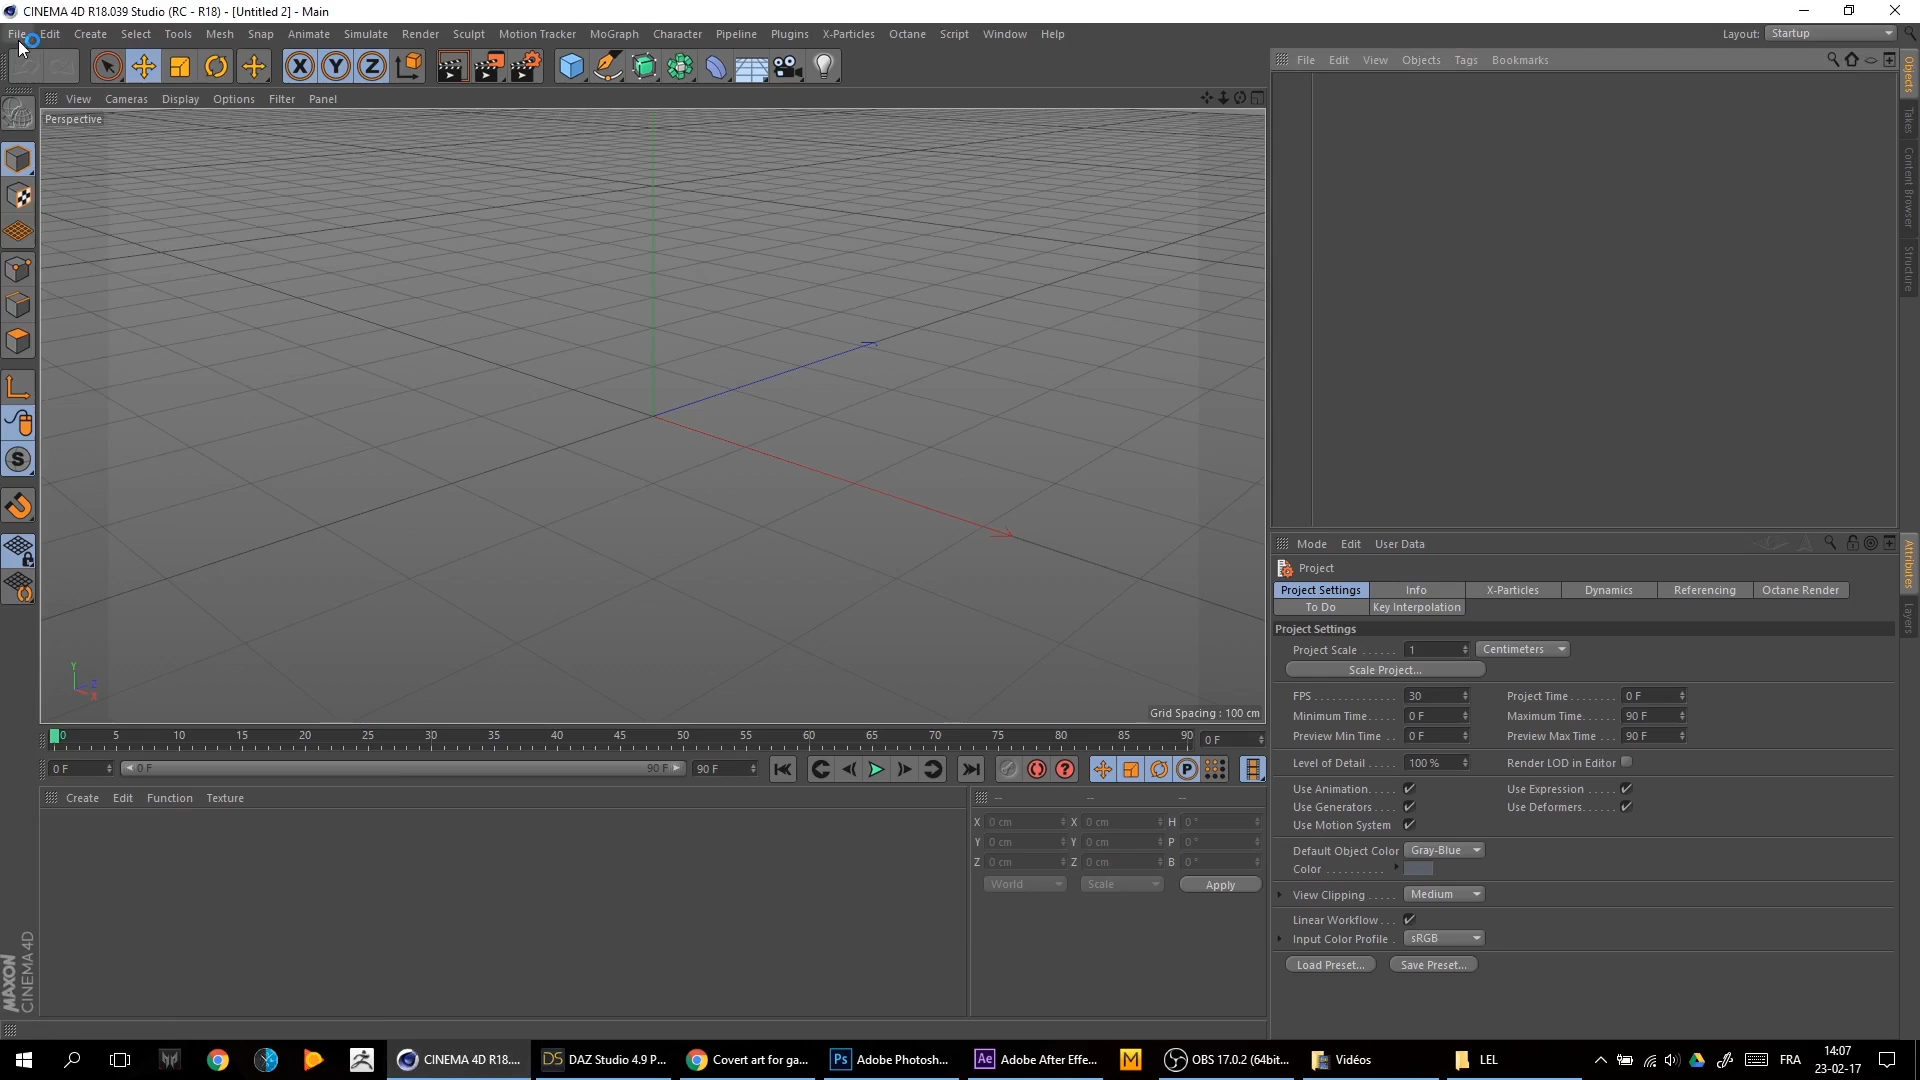 CINEMA 4D R18.039 Studio (RC - R18) - [Untitled 2] - Main
File Edit Create Select Tools Mesh Snap Animate Simulate Render Sculpt Motion Tracker MoGraph Character Pipeline Plugins X-Particles Octane Script Window Help
Layout: Startup
X Y Z
File Edit View Objects Tags Bookmarks
View Cameras Display Options Filter Panel
Perspective
Objects
Takes
Content Browser
Structure
Y
Z
X
Grid Spacing : 100 cm
S
Mode Edit User Data
Project
Project Settings Info X-Particles Dynamics Referencing Octane Render
To Do Key Interpolation
Attributes
Layers
Project Settings
Project Scale . . . . . . 1 Centimeters
Scale Project...
FPS . . . . . . . . . . . . . 30 Project Time . . . . . . . 0 F
Minimum Time. . . . . 0 F Maximum Time. . . . . 90 F
Preview Min Time . . 0 F Preview Max Time . . . 90 F
Level of Detail . . . . . 100 % Render LOD in Editor
Use Animation. . . . . Use Expression . . . . .
Use Generators . . . . Use Deformers. . . . . .
Use Motion System
Default Object Color Gray-Blue
Color . . . . . . . . . .
View Clipping . . . . . Medium
Linear Workflow. . .
Input Color Profile . sRGB
Load Preset... Save Preset...
0 5 10 15 20 25 30 35 40 45 50 55 60 65 70 75 80 85 90 0 F
0 F 0 F 90 F 90 F P
Create Edit Function Texture
-- -- --
X 0 cm X 0 cm H 0 °
Y 0 cm Y 0 cm P 0 °
Z 0 cm Z 0 cm B 0 °
World Scale Apply
MAXON
CINEMA 4D
CINEMA 4D R18.... DS DAZ Studio 4.9 P... Covert art for ga... Ps Adobe Photosh... Ae Adobe After Effe... M OBS 17.0.2 (64bit... Vidéos LEL
FRA
14:07
23-02-17